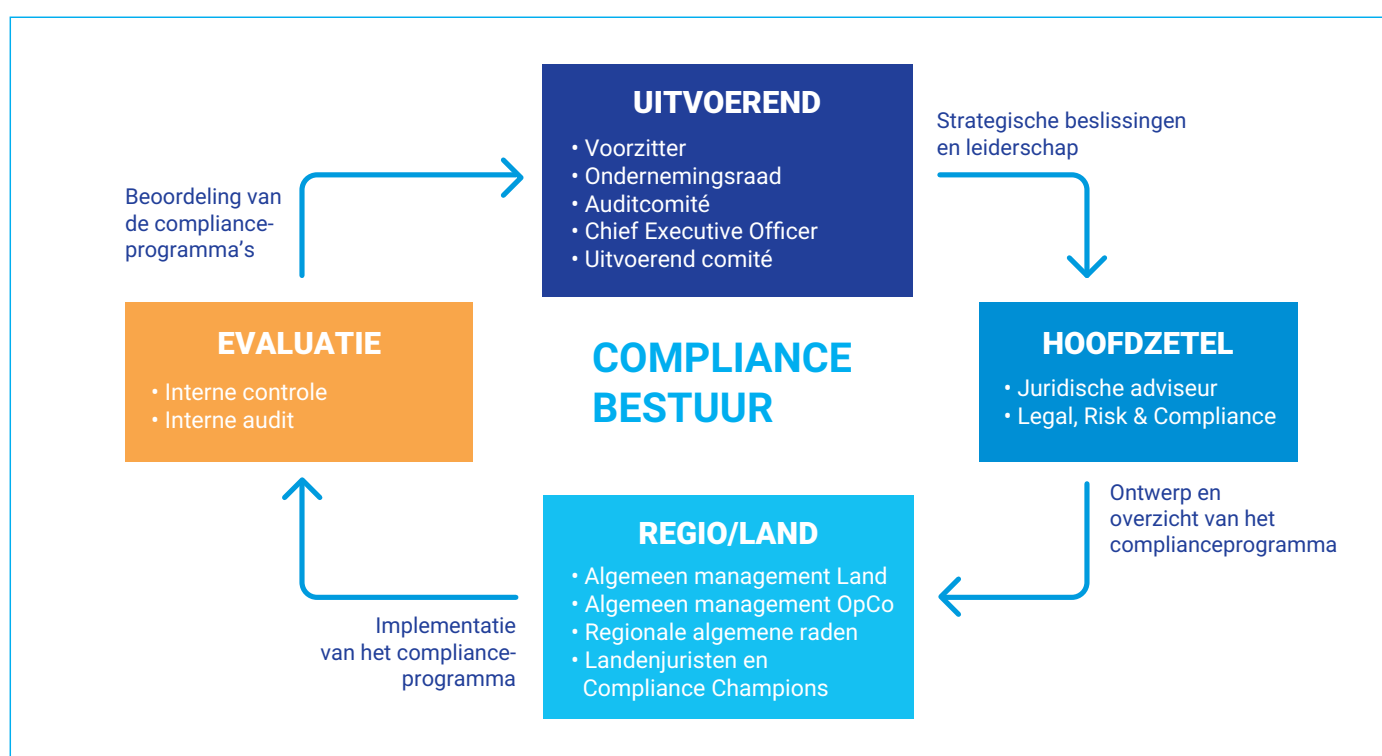 UITVOEREND
• Voorzitter
• Ondernemingsraad
• Auditcomité
• Chief Executive Officer
• Uitvoerend comité
Strategische beslissingen
en leiderschap
Beoordeling van
de compliance-
programma's
EVALUATIE
• Interne controle
• Interne audit
COMPLIANCE
BESTUUR
HOOFDZETEL
• Juridische adviseur
• Legal, Risk & Compliance
Ontwerp en
overzicht van het
complianceprogramma
REGIO/LAND
• Algemeen management Land
• Algemeen management OpCo
• Regionale algemene raden
• Landenjuristen en
Compliance Champions
Implementatie
van het compliance-
programma